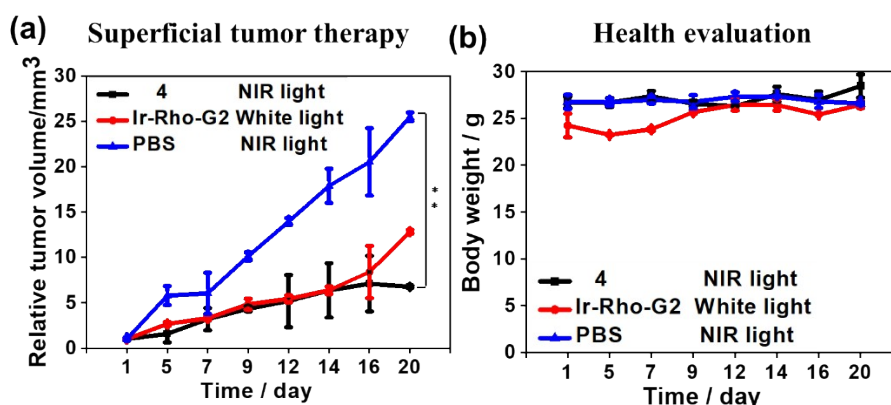 (a) Superficial tumor therapy
Relative tumor volume/mm3
30
25
20
15
10
5
0
4 NIR light
Ir-Rho-G2 White light
PBS NIR light
**
1 5 7 9 12 14 16 20
Time / day
(b) Health evaluation
Body weight / g
30
25
20
15
10
5
0
4 NIR light
Ir-Rho-G2 White light
PBS NIR light
1 5 7 9 12 14 16 20
Time / day